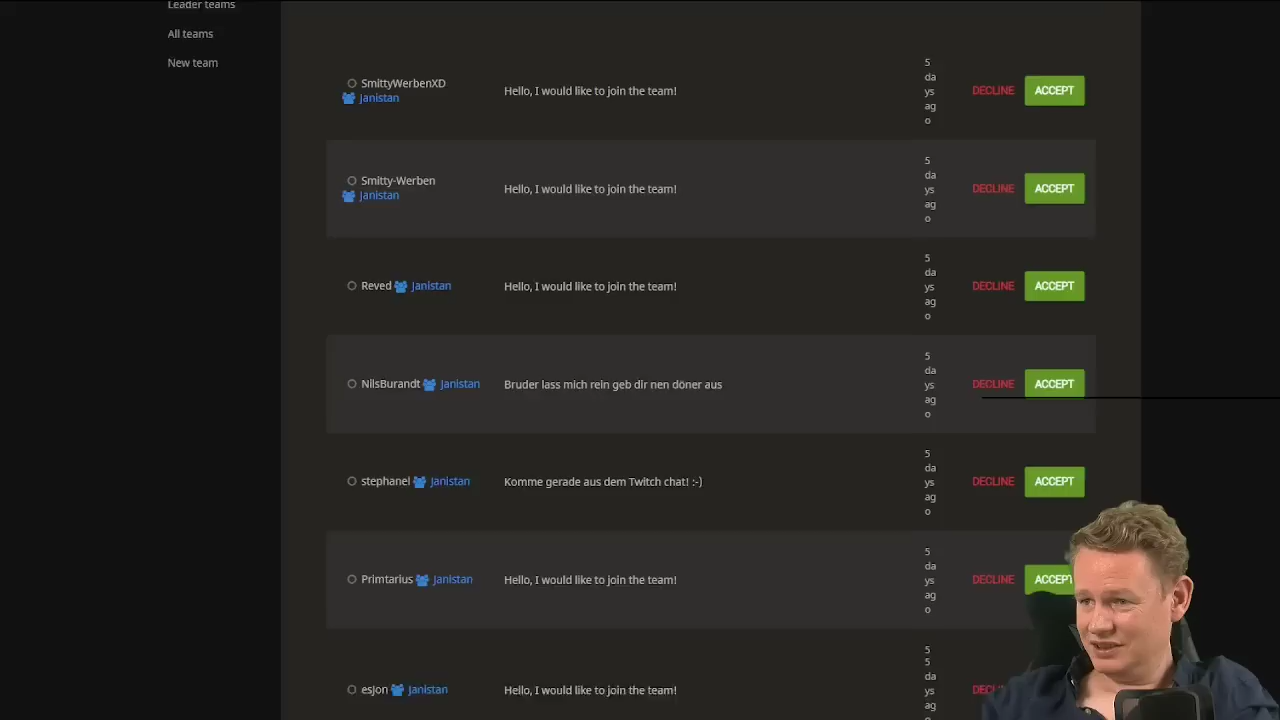 Leader teams
All teams
New team
SmittyWerbenXD
Janistan
Hello, I would like to join the team!
5
da
ys
ag
o
DECLINE
ACCEPT
Smitty-Werben
Janistan
Hello, I would like to join the team!
5
da
ys
ag
o
DECLINE
ACCEPT
Reved Janistan
Hello, I would like to join the team!
5
da
ys
ag
o
DECLINE
ACCEPT
NilsBurandt Janistan
Bruder lass mich rein geb dir nen döner aus
5
da
ys
ag
o
DECLINE
ACCEPT
stephanel Janistan
Komme gerade aus dem Twitch chat! :-)
5
da
ys
ag
o
DECLINE
ACCEPT
Primtarius Janistan
Hello, I would like to join the team!
5
da
ys
ag
o
DECLINE
ACCEPT
esjon Janistan
Hello, I would like to join the team!
5
5
da
ys
ag
DECLI